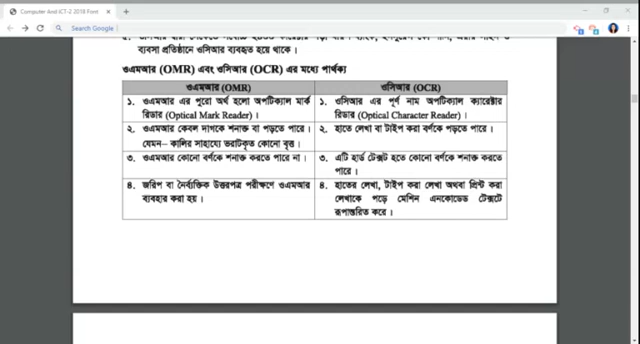 Computer And ICT-2 2018 Font
Search Google
ব্যবসা প্রতিষ্ঠানে ওসিআর ব্যবহৃত হয়ে থাকে।
ওএমআর (OMR) এবং ওসিআর (OCR) এর মধ্যে পার্থক্য
ওএমআর (OMR)
ওসিআর (OCR)
১. ওএমআর এর পুরো অর্থ হলো অপটিক্যাল মার্ক
রিডার (Optical Mark Reader)।
১. ওসিআর এর পূর্ণ নাম অপটিক্যাল ক্যারেক্টার
রিডার (Optical Character Reader)।
২. ওএমআর কেবল দাগকে শনাক্ত বা পড়তে পারে।
যেমন– কালির সাহায্যে ভরাটকৃত কোনো বৃত্ত।
২. হাতে লেখা বা টাইপ করা বর্ণকে পড়তে পারে।
৩. ওএমআর কোনো বর্ণকে শনাক্ত করতে পারে না।
৩. এটি হার্ড টেক্সট হতে কোনো বর্ণকে শনাক্ত করতে
পারে।
৪. জরিপ বা নৈর্ব্যক্তিক উত্তরপত্র পরীক্ষণে ওএমআর
ব্যবহার করা হয়।
৪. হাতের লেখা, টাইপ করা লেখা অথবা প্রিন্ট করা
লেখাকে পড়ে মেশিন এনকোডেড টেক্সটে
রূপান্তরিত করে।